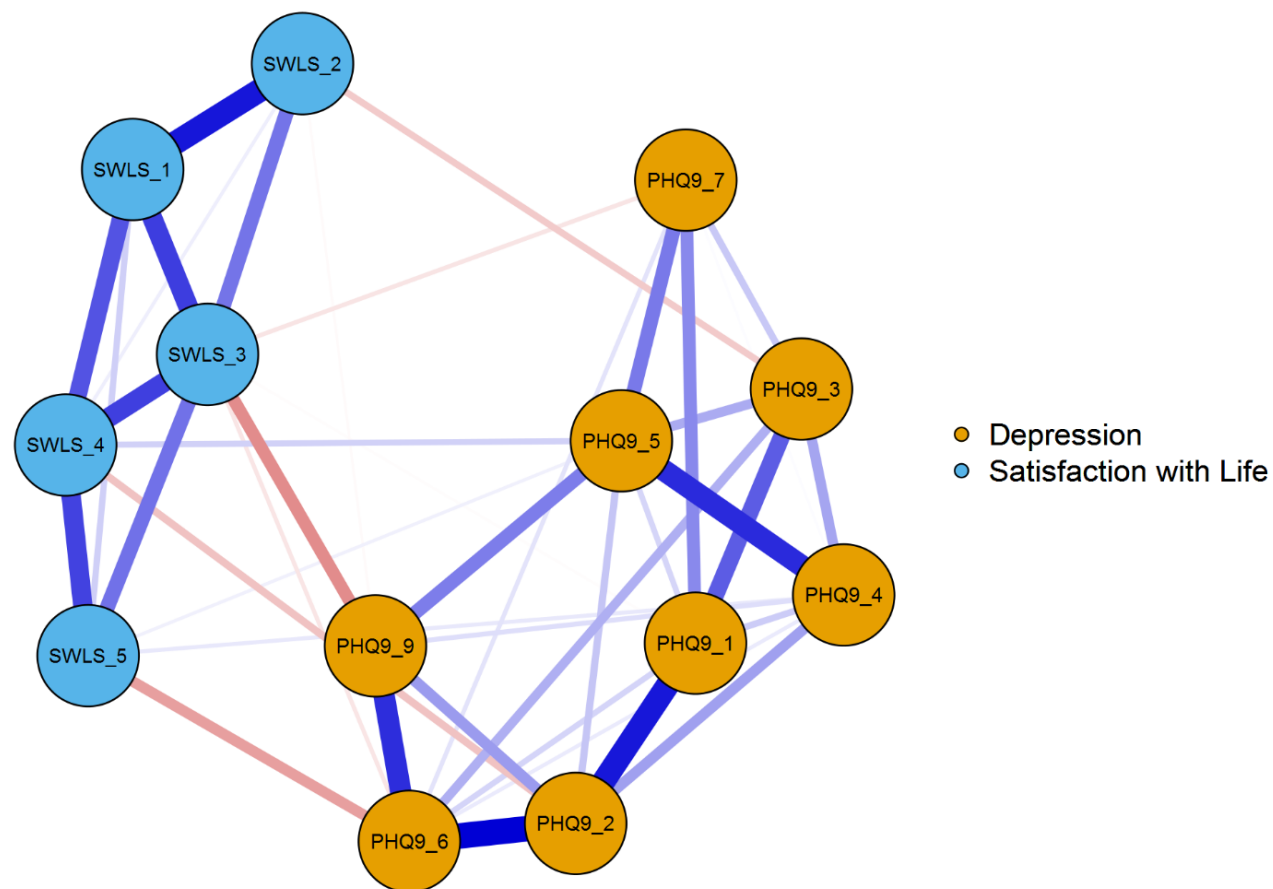 SWLS_2
SWLS_1
PHQ9_7
SWLS_3
PHQ9_3
SWLS_4
PHQ9_5
Depression
Satisfaction with Life
PHQ9_4
SWLS_5
PHQ9_9
PHQ9_1
PHQ9_6
PHQ9_2